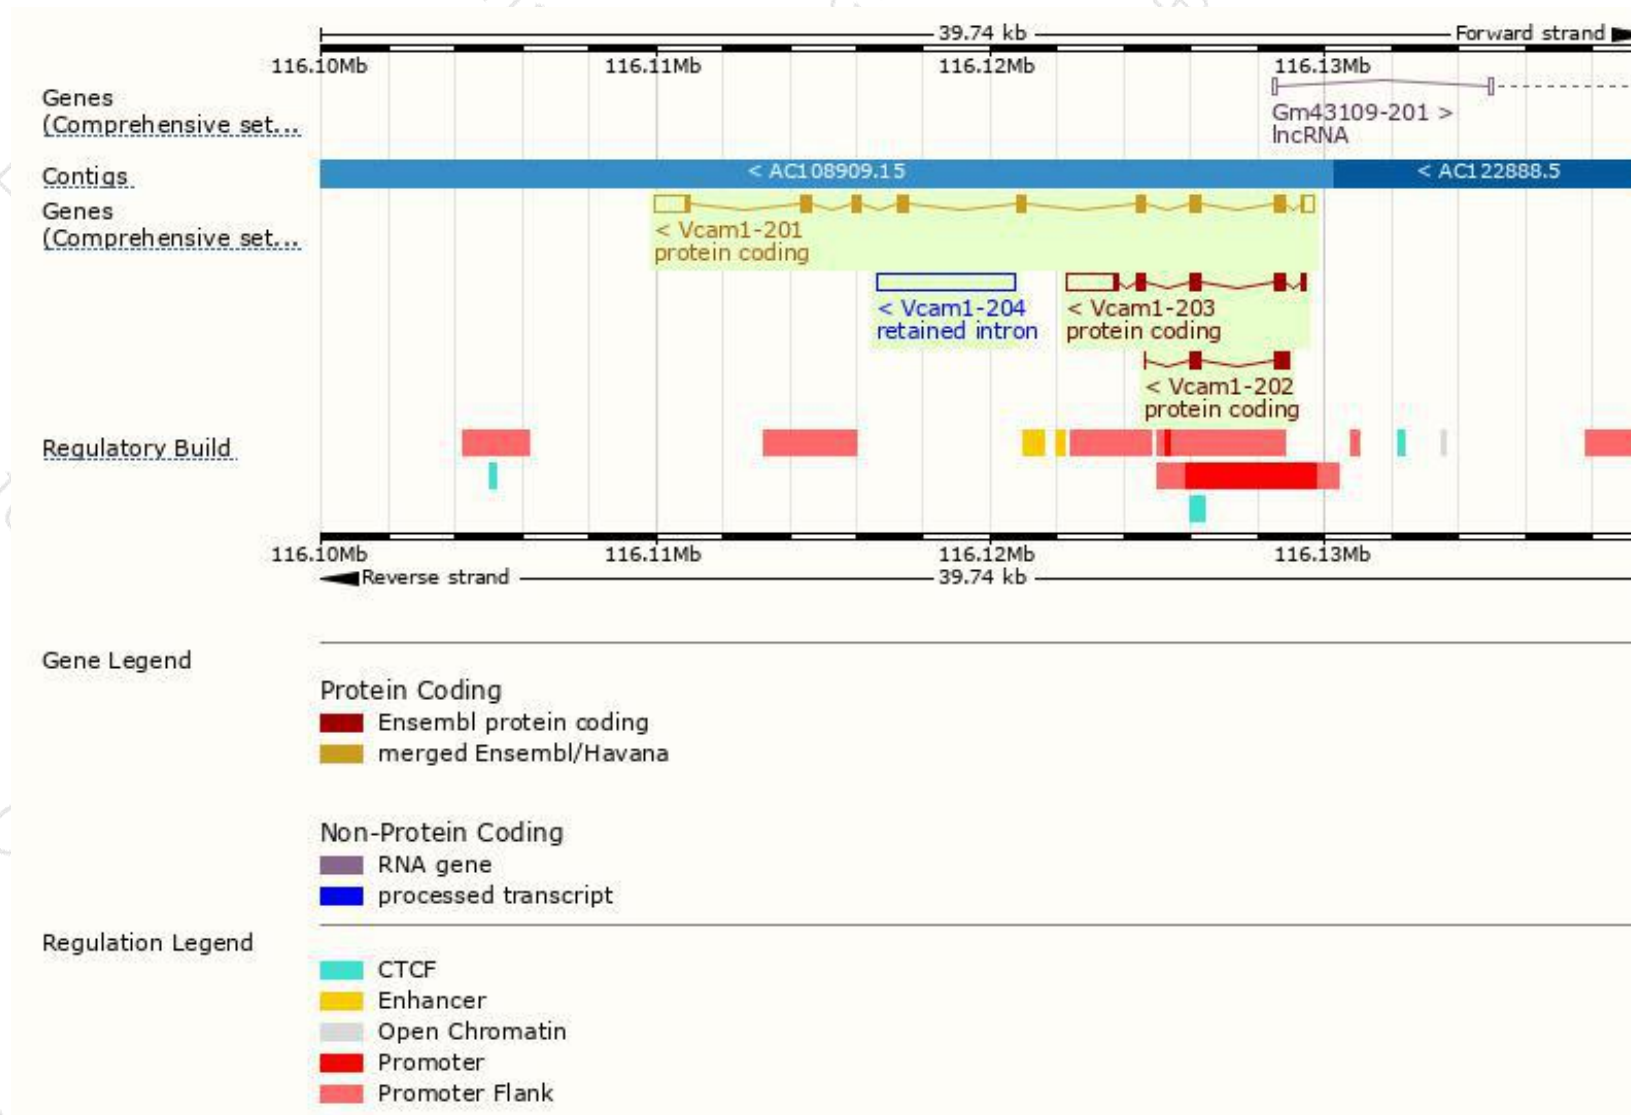 39.74 kb
Forward strand
116.10Mb 116.11Mb 116.12Mb 116.13Mb
Genes
(Comprehensive set...
Gm43109-201 >
lncRNA
Contigs
< AC108909.15
< AC122888.5
Genes
(Comprehensive set...
< Vcam1-201
protein coding
< Vcam1-204
retained intron
< Vcam1-203
protein coding
< Vcam1-202
protein coding
Regulatory Build
116.10Mb 116.11Mb 116.12Mb 116.13Mb
Reverse strand
39.74 kb
Gene Legend
Protein Coding
Ensembl protein coding
merged Ensembl/Havana
Non-Protein Coding
RNA gene
processed transcript
Regulation Legend
CTCF
Enhancer
Open Chromatin
Promoter
Promoter Flank